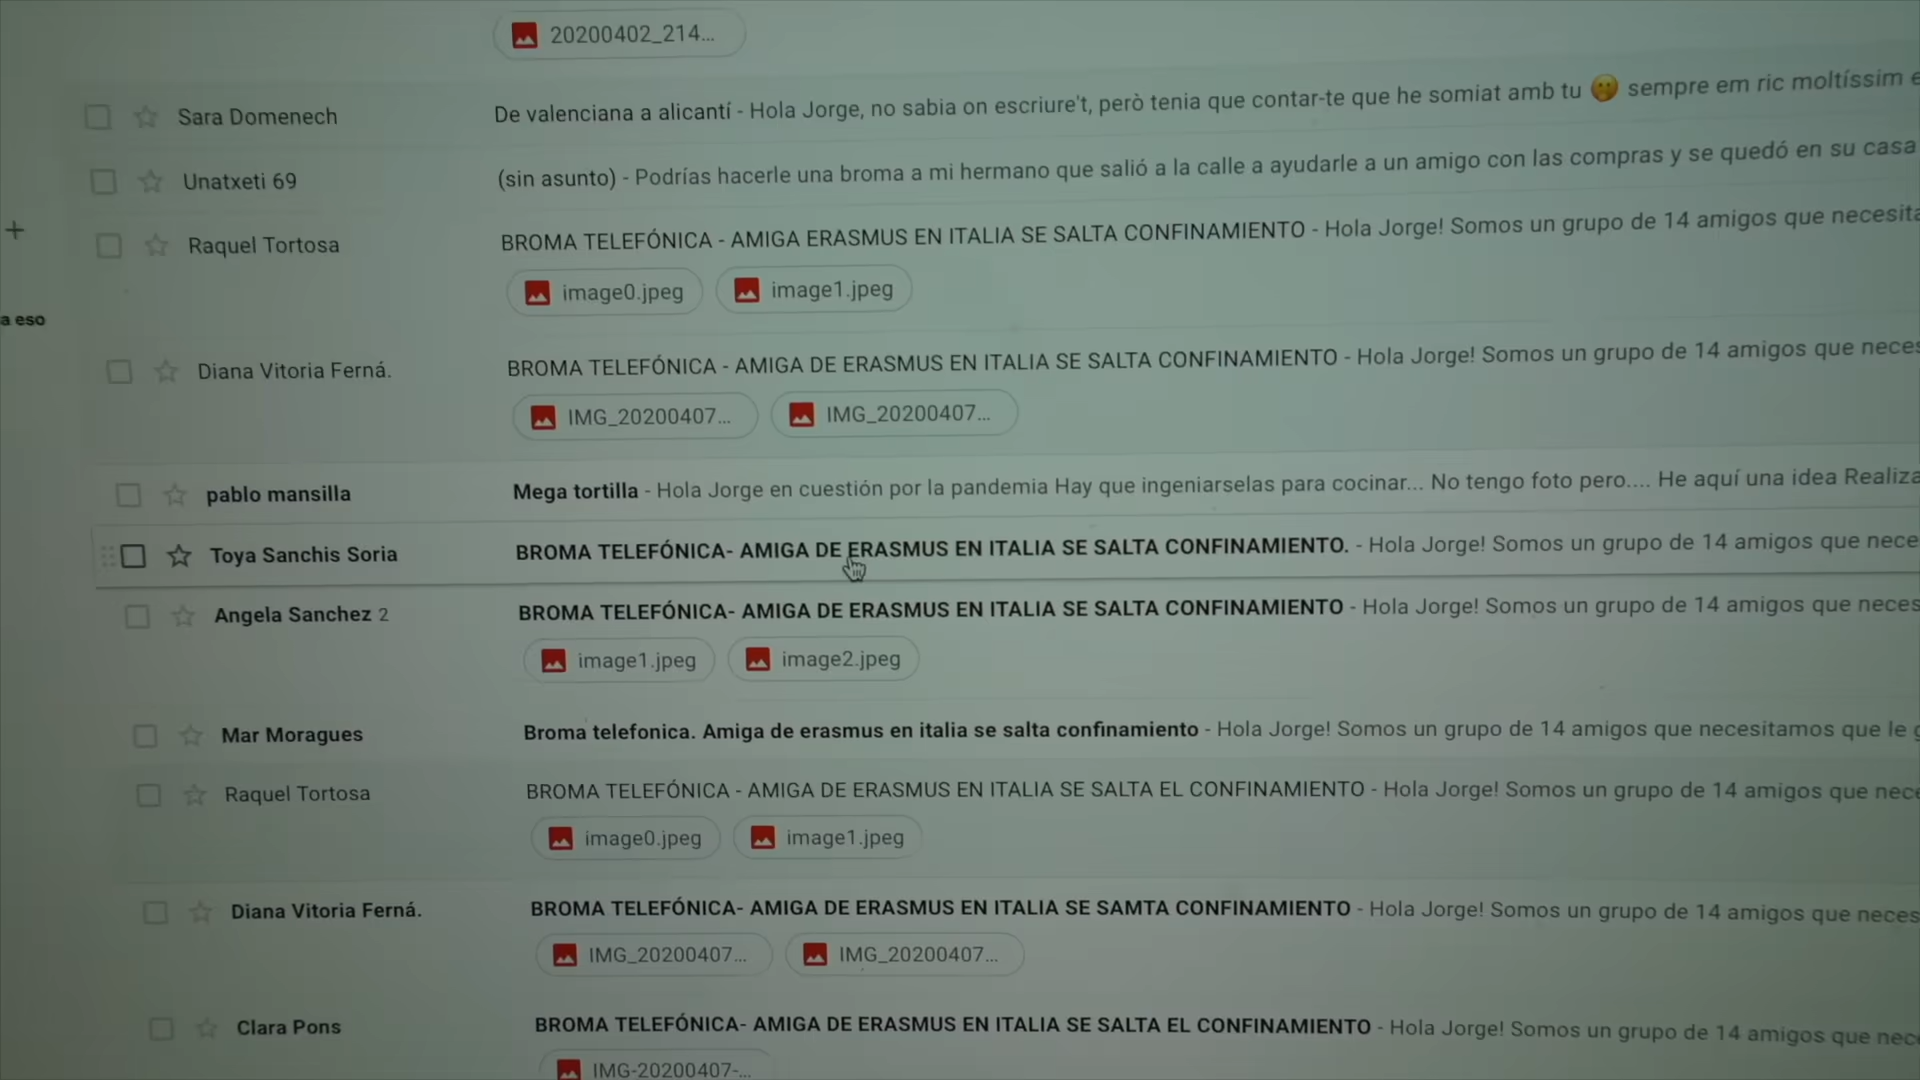 20200402_214...
Sara Domenech De valenciana a alicantí - Hola Jorge, no sabia on escriure't, però tenia que contar-te que he somiat amb tu 🤭 sempre em ric moltíssim e
Unatxeti 69 (sin asunto) - Podrías hacerle una broma a mi hermano que salió a la calle a ayudarle a un amigo con las compras y se quedó en su casa
+
Raquel Tortosa BROMA TELEFÓNICA - AMIGA ERASMUS EN ITALIA SE SALTA CONFINAMIENTO - Hola Jorge! Somos un grupo de 14 amigos que necesita
image0.jpeg image1.jpeg
a eso
Diana Vitoria Ferná. BROMA TELEFÓNICA - AMIGA DE ERASMUS EN ITALIA SE SALTA CONFINAMIENTO - Hola Jorge! Somos un grupo de 14 amigos que neces
IMG_20200407... IMG_20200407...
pablo mansilla Mega tortilla - Hola Jorge en cuestión por la pandemia Hay que ingeniarselas para cocinar... No tengo foto pero.... He aquí una idea Realiza
Toya Sanchis Soria BROMA TELEFÓNICA- AMIGA DE ERASMUS EN ITALIA SE SALTA CONFINAMIENTO. - Hola Jorge! Somos un grupo de 14 amigos que nece
Angela Sanchez 2 BROMA TELEFÓNICA- AMIGA DE ERASMUS EN ITALIA SE SALTA CONFINAMIENTO - Hola Jorge! Somos un grupo de 14 amigos que neces
image1.jpeg image2.jpeg
Mar Moragues Broma telefonica. Amiga de erasmus en italia se salta confinamiento - Hola Jorge! Somos un grupo de 14 amigos que necesitamos que le g
Raquel Tortosa BROMA TELEFÓNICA - AMIGA DE ERASMUS EN ITALIA SE SALTA EL CONFINAMIENTO - Hola Jorge! Somos un grupo de 14 amigos que nece
image0.jpeg image1.jpeg
Diana Vitoria Ferná. BROMA TELEFÓNICA- AMIGA DE ERASMUS EN ITALIA SE SAMTA CONFINAMIENTO - Hola Jorge! Somos un grupo de 14 amigos que neces
IMG_20200407... IMG_20200407...
Clara Pons BROMA TELEFÓNICA- AMIGA DE ERASMUS EN ITALIA SE SALTA EL CONFINAMIENTO - Hola Jorge! Somos un grupo de 14 amigos que nece
IMG-20200407-...